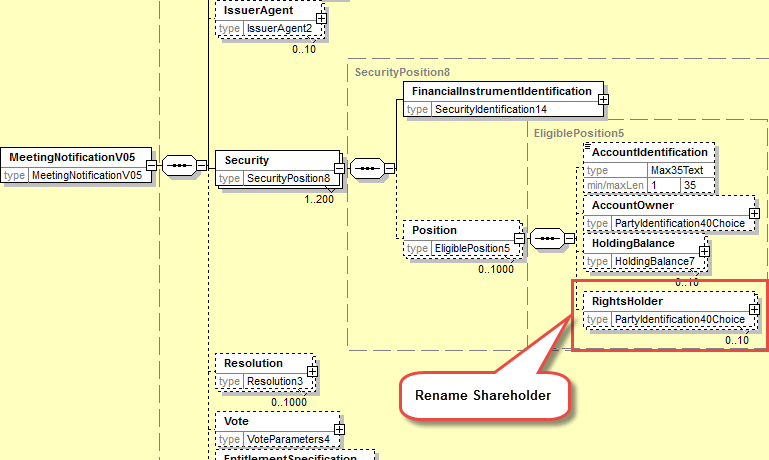 IssuerAgent
type IssuerAgent2
0..10
SecurityPosition8
FinancialInstrumentIdentification
type SecurityIdentification14
EligiblePosition5
MeetingNotificationV05
type MeetingNotificationV05
Security
type SecurityPosition8
1..200
AccountIdentification
type Max35Text
min/maxLen 1 35
AccountOwner
type PartyIdentification40Choice
Position
type EligiblePosition5
0..1000
HoldingBalance
type HoldingBalance7
0..10
RightsHolder
type PartyIdentification40Choice
0..10
Resolution
type Resolution3
0..1000
Rename Shareholder
Vote
type VoteParameters4
EntitlementSpecification